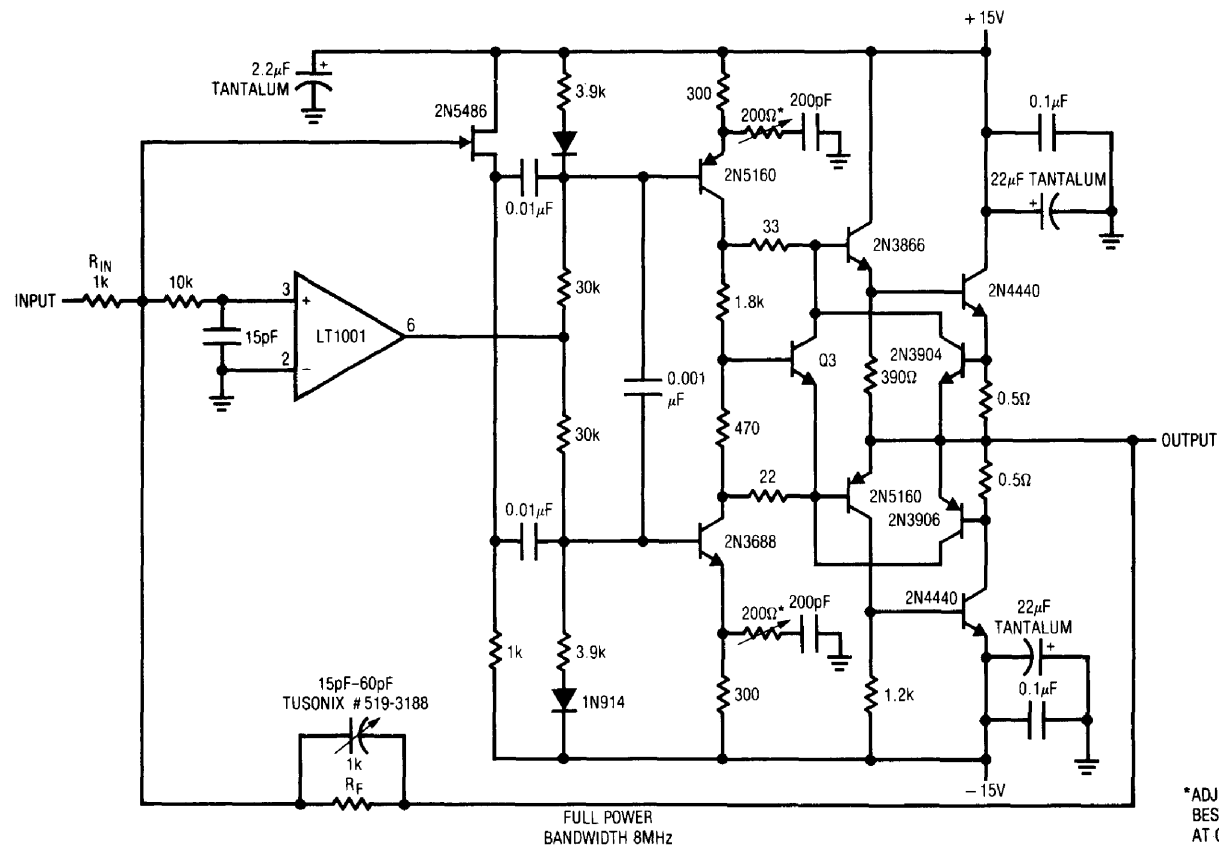 +15V
2.2µF
TANTALUM
+
3.9k
300
200Ω*
200pF
0.1µF
2N5486
22µF TANTALUM
+
0.01µF
2N5160
33
2N3866
RIN
1k
10k
30k
1.8k
2N4440
INPUT
3
+
LT1001
6
15pF
2
−
Q3
2N3904
390Ω
0.5Ω
0.001
µF
30k
470
OUTPUT
22
2N5160
0.5Ω
2N3906
0.01µF
2N3688
2N4440
200Ω*
200pF
22µF
TANTALUM
+
1k
3.9k
300
1.2k
0.1µF
1N914
15pF–60pF
TUSONIX #519-3188
1k
RF
−15V
FULL POWER
BANDWIDTH 8MHz
*ADJ
BES
AT